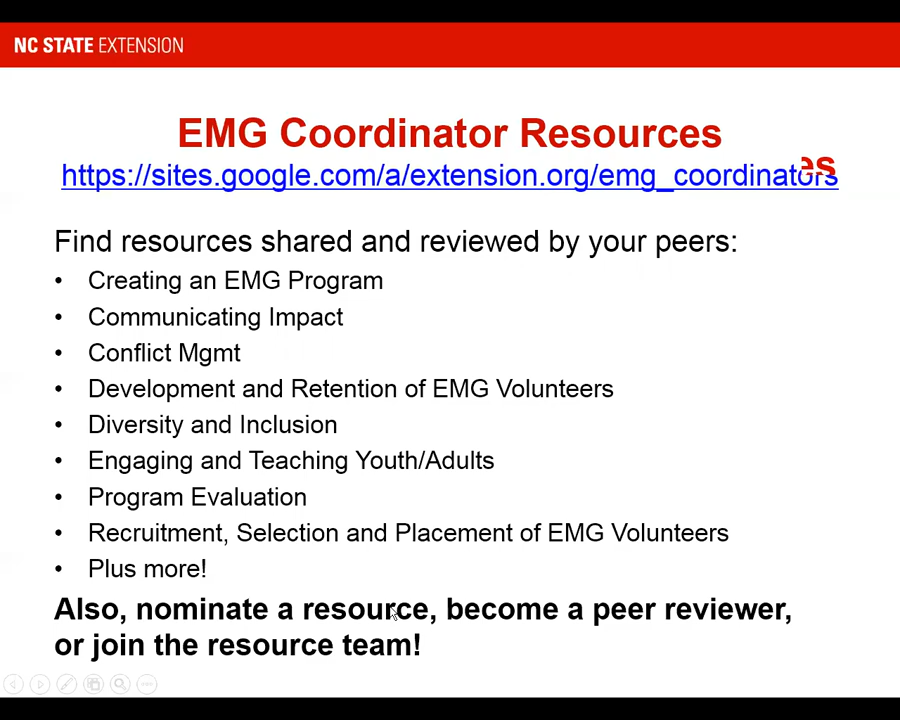 NC STATE EXTENSION
EMG Coordinator Resources
es
https://sites.google.com/a/extension.org/emg_coordinators
Find resources shared and reviewed by your peers:
• Creating an EMG Program
• Communicating Impact
• Conflict Mgmt
• Development and Retention of EMG Volunteers
• Diversity and Inclusion
• Engaging and Teaching Youth/Adults
• Program Evaluation
• Recruitment, Selection and Placement of EMG Volunteers
• Plus more!
Also, nominate a resource, become a peer reviewer,
or join the resource team!